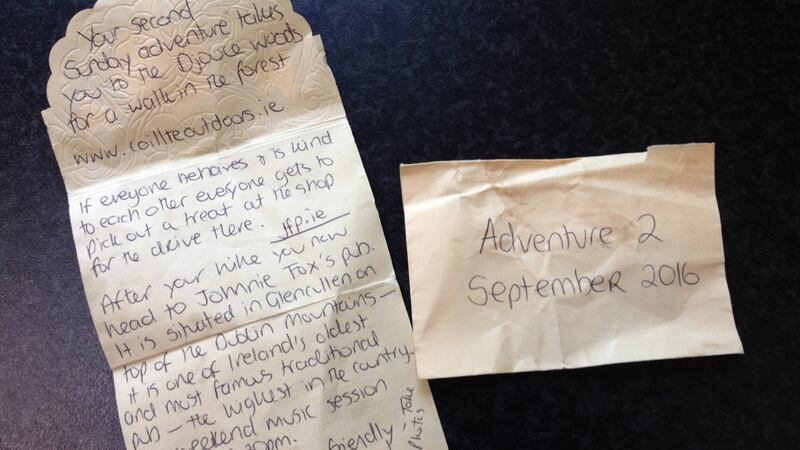 Your second
Sunday adventure takes
you to the Djouce Woods
for a walk in the forest
www.coillteoutdoors.ie
If everyone behaves & is kind
to each other everyone gets to
pick out a treat at the shop
for the drive there. jfp.ie
After your hike you now
head to Johnnie Fox's pub.
It is situated in Glencullen on
top of the Dublin Mountains –
It is one of Ireland's oldest
and most famous traditional
pub – the highest in the country.
weekend music session
30pm.
friendly – Take
Photos
Adventure 2
September 2016